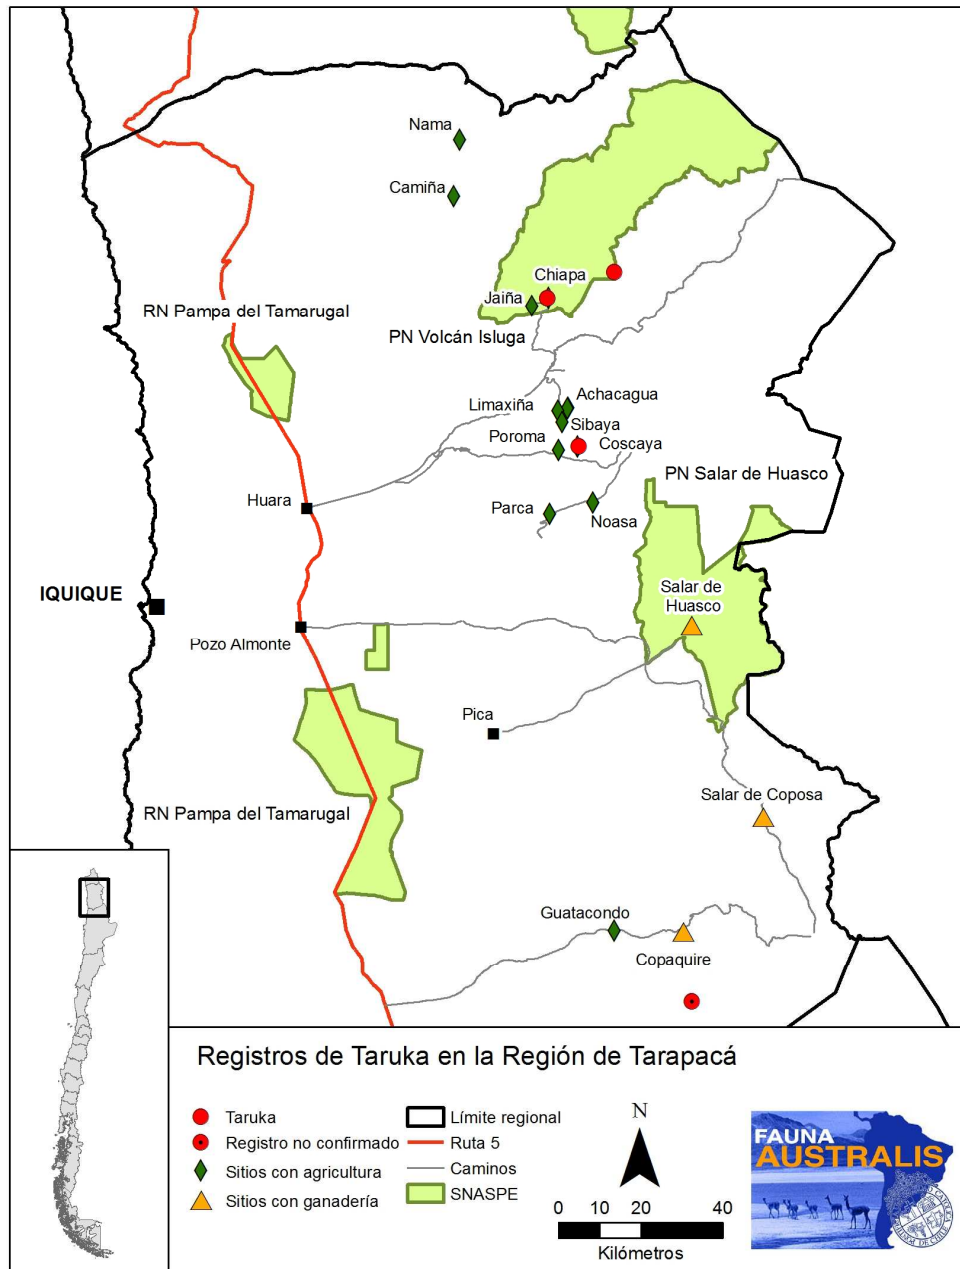 Nama
Camiña
Chiapa
Jaiña
RN Pampa del Tamarugal
PN Volcán Isluga
Achacagua
Limaxiña
Sibaya
Poroma
Coscaya
PN Salar de Huasco
Huara
Parca
Noasa
IQUIQUE
Salar de
Huasco
Pozo Almonte
Pica
Salar de Coposa
RN Pampa del Tamarugal
Guatacondo
Copaquire
Registros de Taruka en la Región de Tarapacá
Taruka
Registro no confirmado
Sitios con agricultura
Sitios con ganadería
Límite regional
Ruta 5
Caminos
SNASPE
N
0 10 20 40
Kilómetros
FAUNA
AUSTRALIS